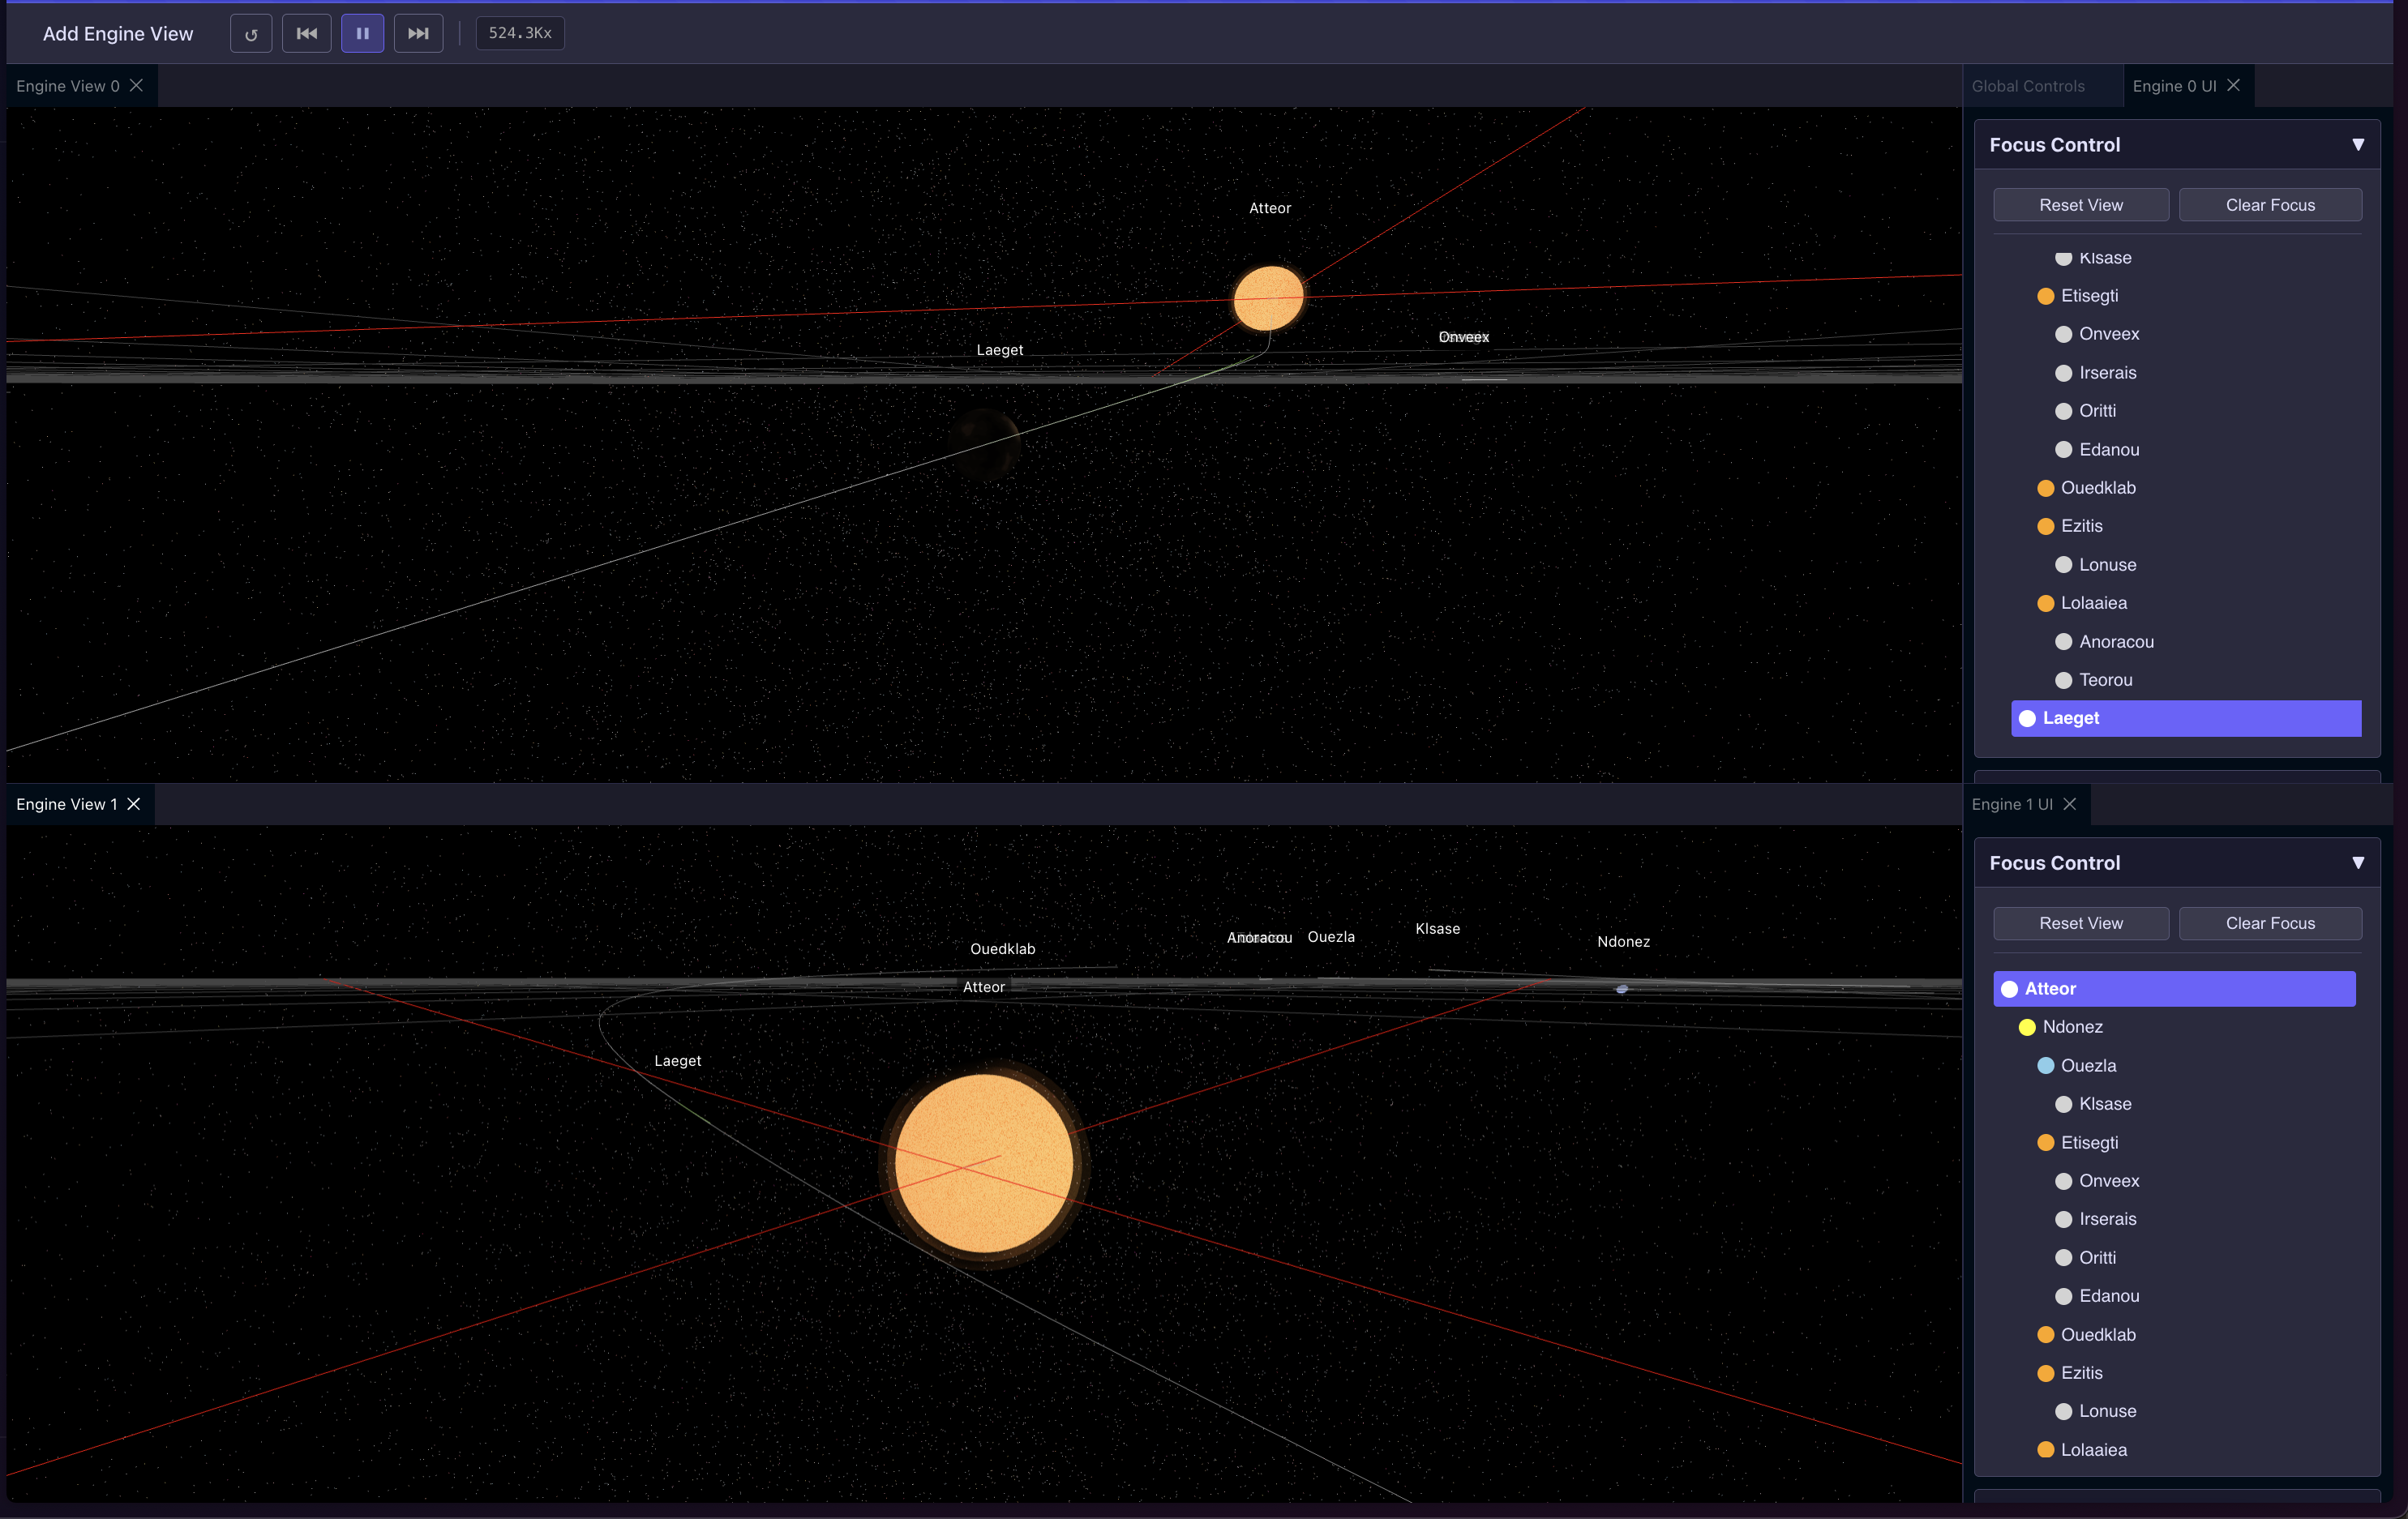 Add Engine View
524.3Kx
Engine View 0
Global Controls
Engine 0 UI
Atteor
Laeget
Onveex
Focus Control
Reset View
Clear Focus
Klsase
Etisegti
Onveex
Irserais
Oritti
Edanou
Ouedklab
Ezitis
Lonuse
Lolaaiea
Anoracou
Teorou
Laeget
Engine View 1
Engine 1 UI
Ouedklab
Anoracou
Ouezla
Klsase
Ndonez
Atteor
Laeget
Focus Control
Reset View
Clear Focus
Atteor
Ndonez
Ouezla
Klsase
Etisegti
Onveex
Irserais
Oritti
Edanou
Ouedklab
Ezitis
Lonuse
Lolaaiea